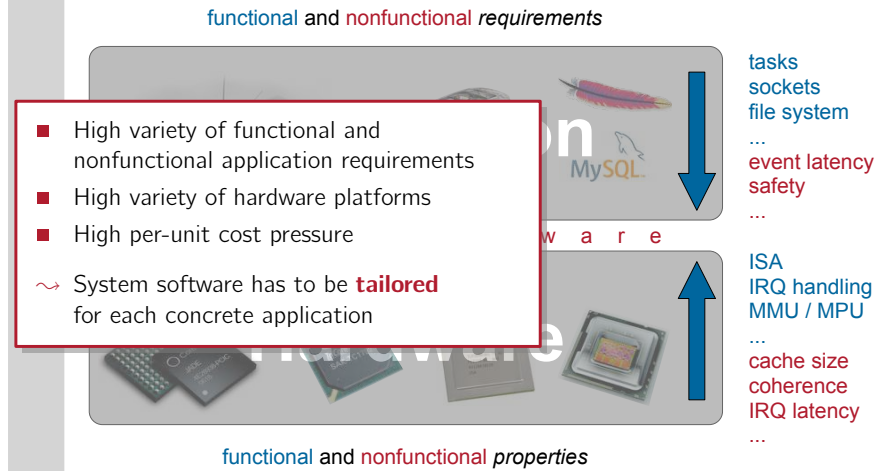 functional and nonfunctional requirements
on
MySQL
tasks
sockets
file system
...
event latency
safety
...
■ High variety of functional and
nonfunctional application requirements
■ High variety of hardware platforms
■ High per-unit cost pressure
⤳ System software has to be tailored
for each concrete application
w a r e
Hardware
ISA
IRQ handling
MMU / MPU
...
cache size
coherence
IRQ latency
...
functional and nonfunctional properties